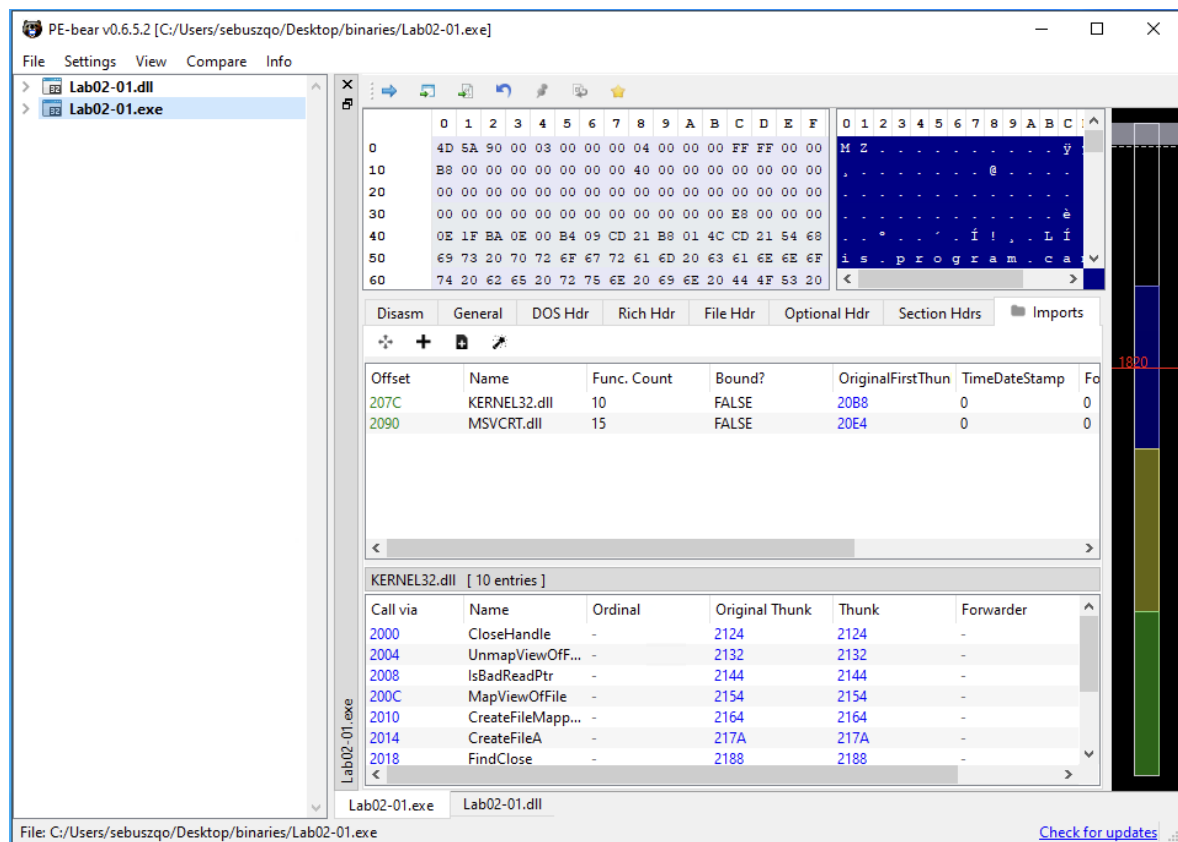 PE-bear v0.6.5.2 [C:/Users/sebuszqo/Desktop/binaries/Lab02-01.exe]
File Settings View Compare Info
Lab02-01.dll
Lab02-01.exe
0 1 2 3 4 5 6 7 8 9 A B C D E F
0 4D 5A 90 00 03 00 00 00 04 00 00 00 FF FF 00 00
10 B8 00 00 00 00 00 00 00 40 00 00 00 00 00 00 00
20 00 00 00 00 00 00 00 00 00 00 00 00 00 00 00 00
30 00 00 00 00 00 00 00 00 00 00 00 00 E8 00 00 00
40 0E 1F BA 0E 00 B4 09 CD 21 B8 01 4C CD 21 54 68
50 69 73 20 70 72 6F 67 72 61 6D 20 63 61 6E 6E 6F
60 74 20 62 65 20 72 75 6E 20 69 6E 20 44 4F 53 20
0 1 2 3 4 5 6 7 8 9 A B C
M Z . . . . . . . . . . ÿ
¸ . . . . . . . @ . . . .
. . . . . . . . . . . . .
. . . . . . . . . . . . è
. . º . . ´ . Í ! ¸ . L Í
i s . p r o g r a m . c a
Disasm General DOS Hdr Rich Hdr File Hdr Optional Hdr Section Hdrs Imports
Offset Name Func. Count Bound? OriginalFirstThun TimeDateStamp Fo
207C KERNEL32.dll 10 FALSE 20B8 0 0
2090 MSVCRT.dll 15 FALSE 20E4 0 0
KERNEL32.dll [ 10 entries ]
Call via Name Ordinal Original Thunk Thunk Forwarder
2000 CloseHandle - 2124 2124 -
2004 UnmapViewOfF... - 2132 2132 -
2008 IsBadReadPtr - 2144 2144 -
200C MapViewOfFile - 2154 2154 -
2010 CreateFileMapp... - 2164 2164 -
2014 CreateFileA - 217A 217A -
2018 FindClose - 2188 2188 -
Lab02-01.exe
1820
Lab02-01.exe Lab02-01.dll
File: C:/Users/sebuszqo/Desktop/binaries/Lab02-01.exe
Check for updates